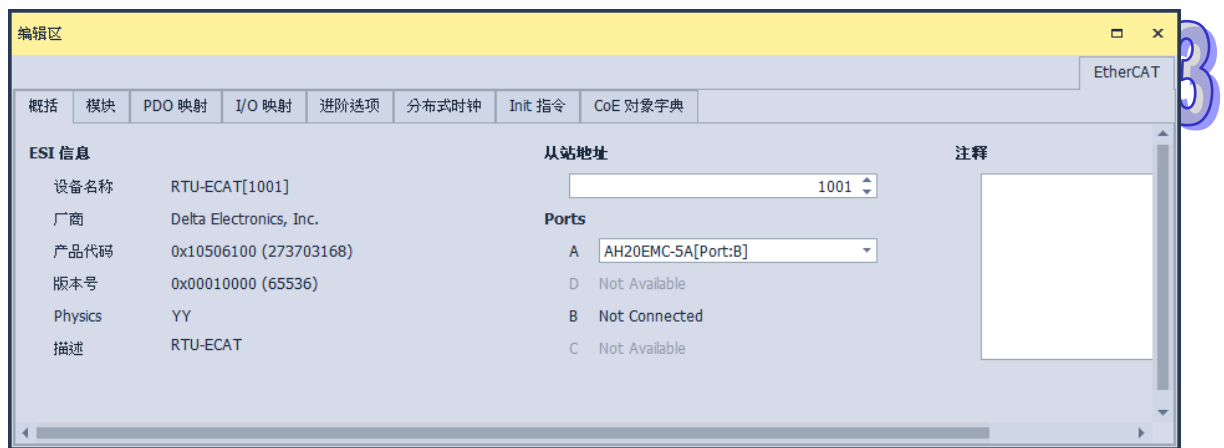 编辑区
3
EtherCAT
概括 模块 PDO 映射 I/O 映射 进阶选项 分布式时钟 Init 指令 CoE 对象字典
ESI 信息 从站地址 注释
设备名称 RTU-ECAT[1001] 1001
厂商 Delta Electronics, Inc. Ports
产品代码 0x10506100 (273703168) A AH20EMC-5A[Port:B]
版本号 0x00010000 (65536) D Not Available
Physics YY B Not Connected
描述 RTU-ECAT C Not Available